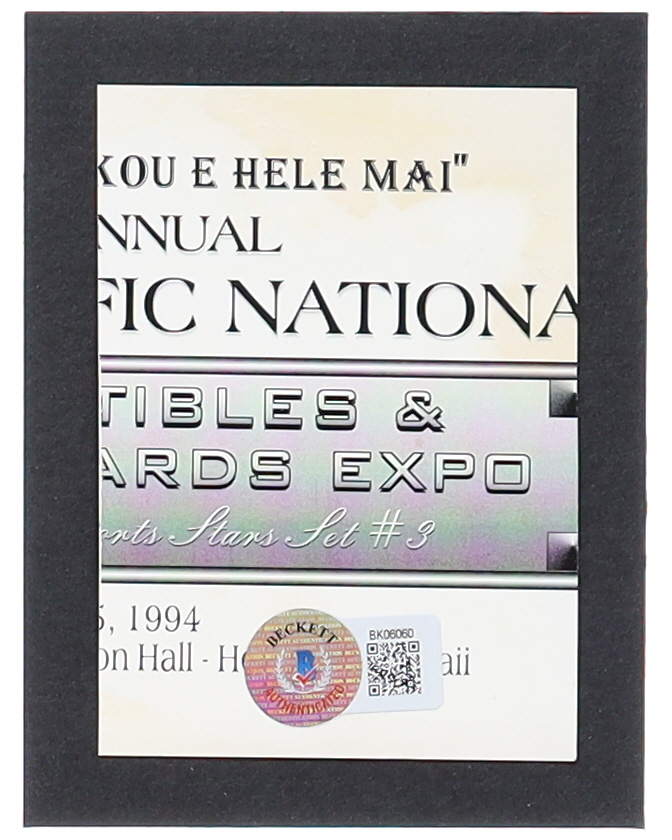 KOU E HELE MAI"
NNUAL
FIC NATIONA
TIBLES &
ARDS EXPO
orts Stars Set #3
5, 1994
on Hall - H
aii
BECKETT
B
AUTHENTICATED
BK06060